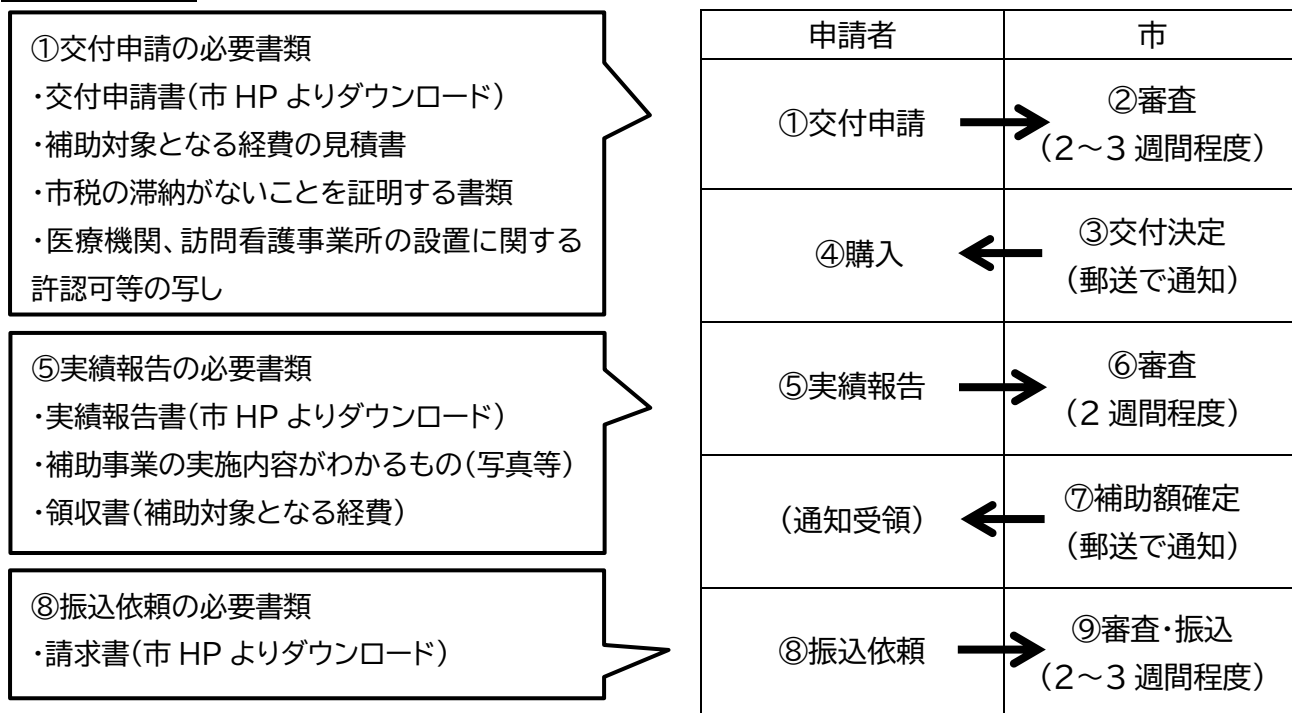 ①交付申請の必要書類
・交付申請書(市 HP よりダウンロード)
・補助対象となる経費の見積書
・市税の滞納がないことを証明する書類
・医療機関、訪問看護事業所の設置に関する
許認可等の写し
⑤実績報告の必要書類
・実績報告書(市 HP よりダウンロード)
・補助事業の実施内容がわかるもの(写真等)
・領収書(補助対象となる経費)
⑧振込依頼の必要書類
・請求書(市 HP よりダウンロード)
申請者 市
①交付申請 ②審査
(2~3 週間程度)
④購入 ③交付決定
(郵送で通知)
⑤実績報告 ⑥審査
(2 週間程度)
(通知受領) ⑦補助額確定
(郵送で通知)
⑧振込依頼 ⑨審査・振込
(2~3 週間程度)